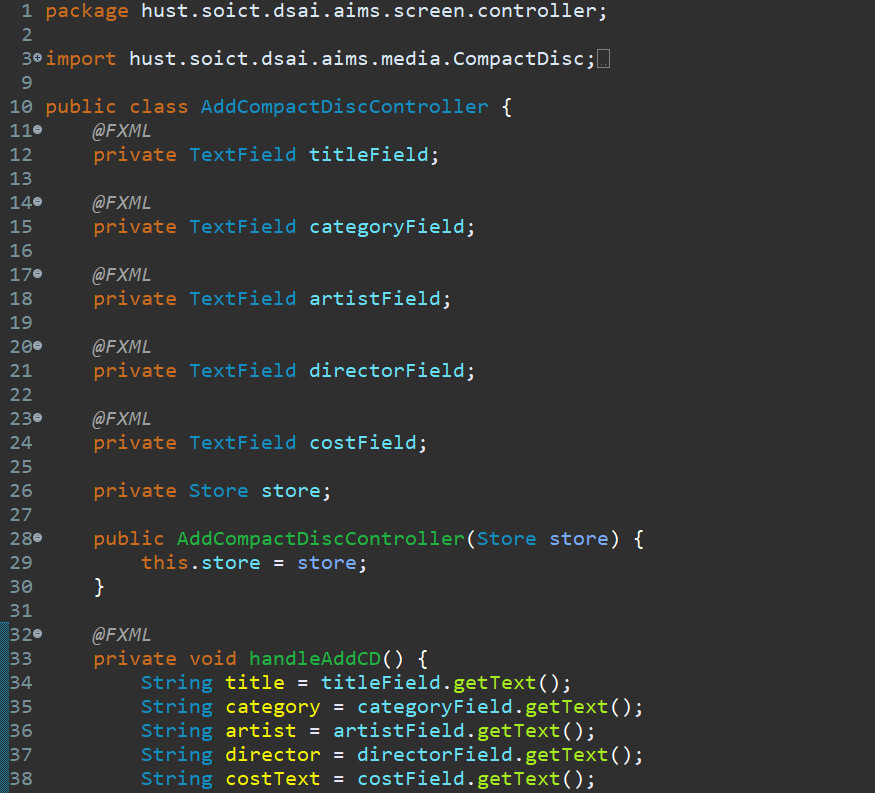 1 package hust.soict.dsai.aims.screen.controller;
2
3 import hust.soict.dsai.aims.media.CompactDisc;
9
10 public class AddCompactDiscController {
11     @FXML
12     private TextField titleField;
13
14     @FXML
15     private TextField categoryField;
16
17     @FXML
18     private TextField artistField;
19
20     @FXML
21     private TextField directorField;
22
23     @FXML
24     private TextField costField;
25
26     private Store store;
27
28     public AddCompactDiscController(Store store) {
29         this.store = store;
30     }
31
32     @FXML
33     private void handleAddCD() {
34         String title = titleField.getText();
35         String category = categoryField.getText();
36         String artist = artistField.getText();
37         String director = directorField.getText();
38         String costText = costField.getText();